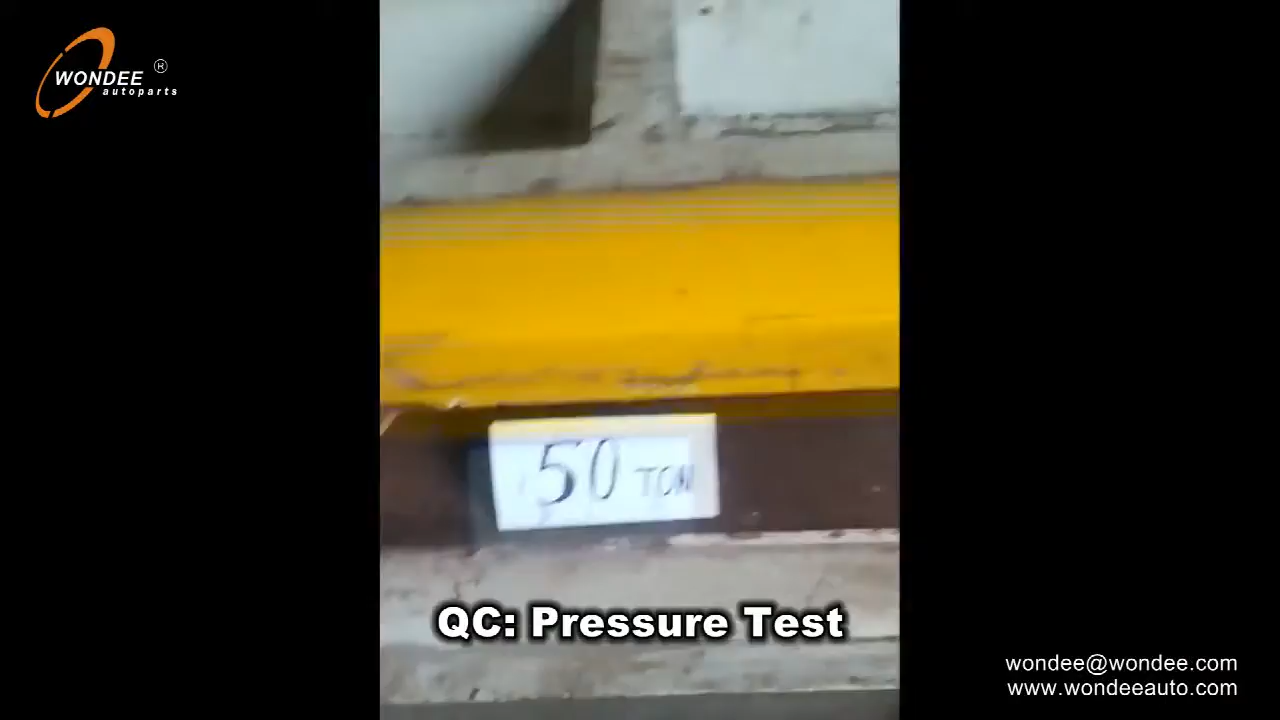 WONDEE ®
autoparts
50 TON
QC: Pressure Test
wondee@wondee.com
www.wondeeauto.com